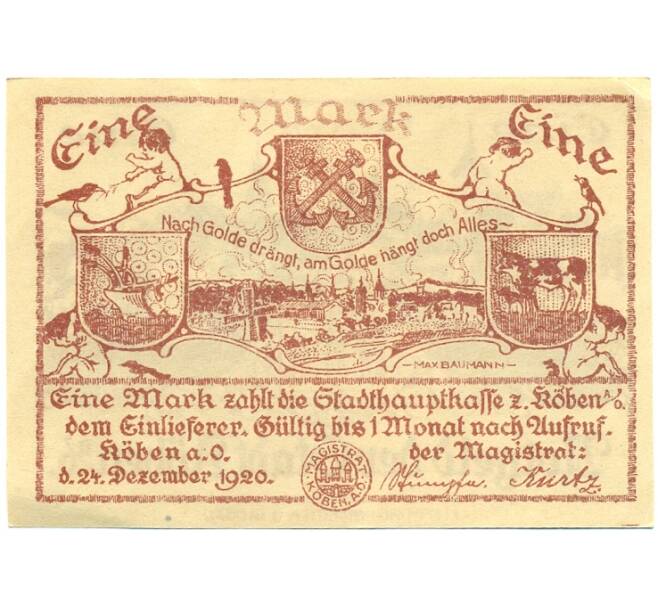 Eine Mark Eine
Nach Golde drängt, am Golde hängt doch Alles~
—MAX BAUMANN—
Eine Mark zahlt die Stadthauptkasse z. Köben A/O.
dem Einlieferer. Gültig bis 1 Monat nach Aufruf.
Köben a.O. der Magistrat:
d. 24. Dezember 1920. Stumpfe. Kurtz.
MAGISTRAT KÖBEN, A.O.